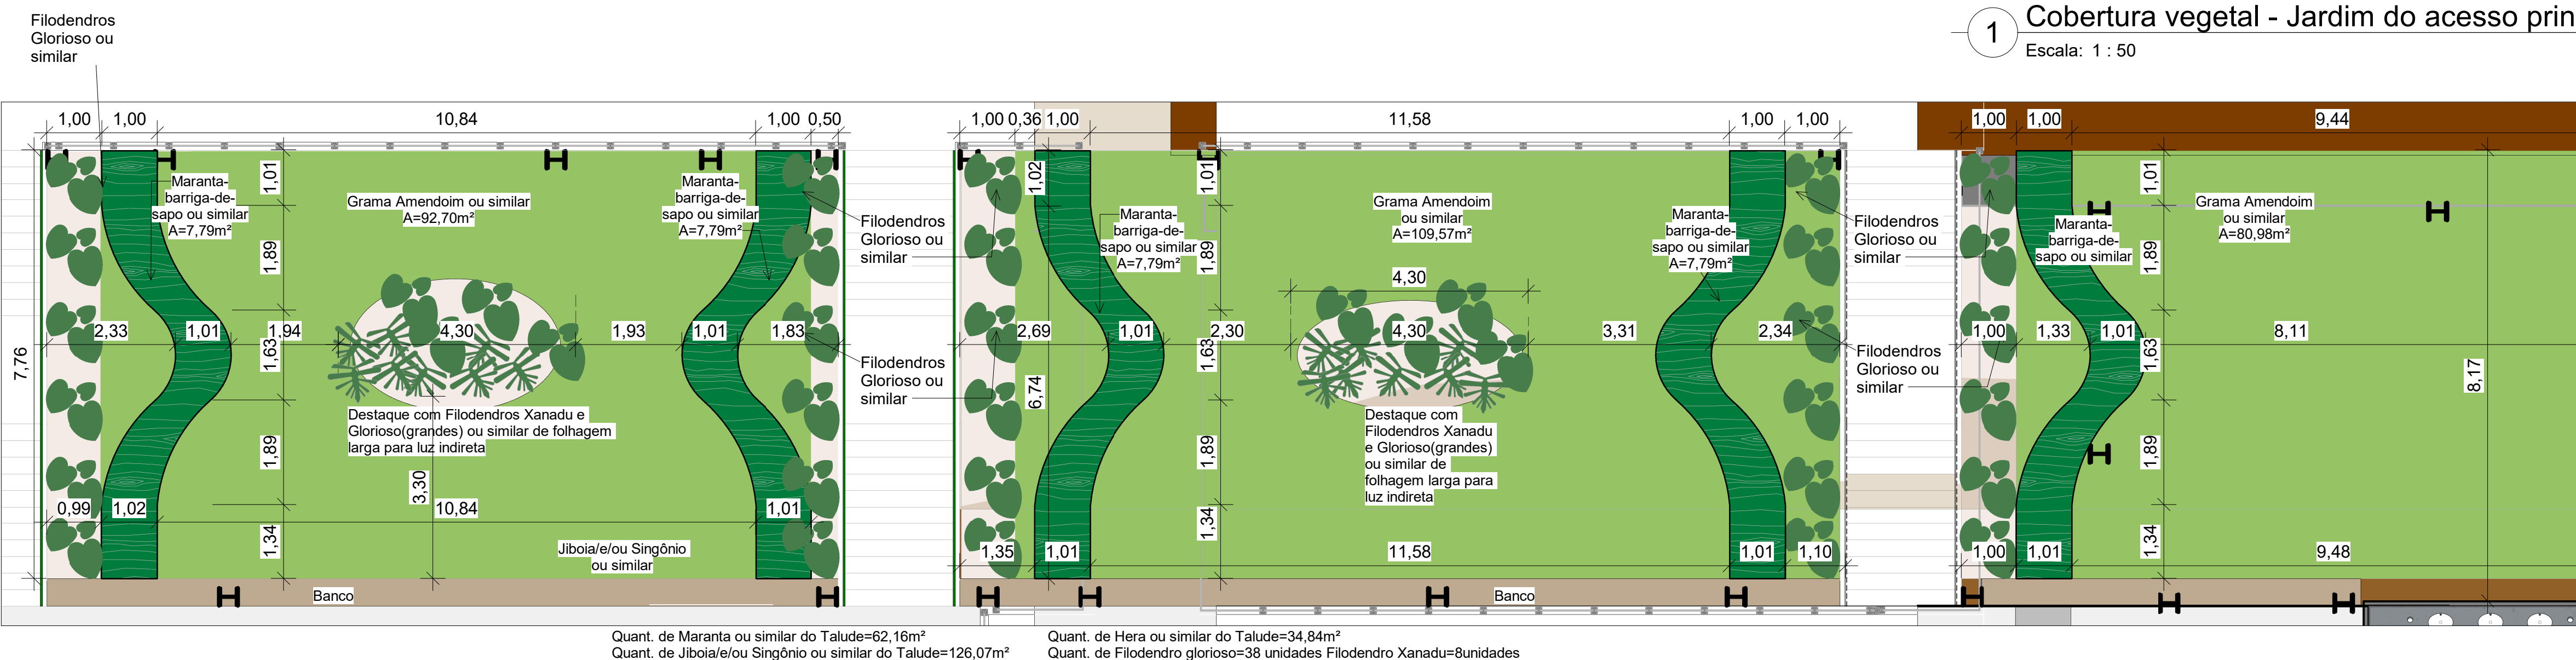 Filodendros
Glorioso ou
similar
1
Cobertura vegetal - Jardim do acesso prin
Escala: 1 : 50
1,00 1,00 10,84 1,00 0,50 1,00 0,36 1,00 11,58 1,00 1,00 1,00 1,00 9,44
Maranta-
barriga-de-
sapo ou similar
A=7,79m²
1,01
Grama Amendoim ou similar
A=92,70m²
Maranta-
barriga-de-
sapo ou similar
A=7,79m²
Filodendros
Glorioso ou
similar
1,02
Maranta-
barriga-de-
sapo ou similar
A=7,79m²
1,01
Grama Amendoim
ou similar
A=109,57m²
Maranta-
barriga-de-
sapo ou similar
A=7,79m²
Filodendros
Glorioso ou
similar
Maranta-
barriga-de-
sapo ou similar
1,01
Grama Amendoim
ou similar
A=80,98m²
1,89
1,89
4,30
1,89
2,33 1,01 1,94 4,30 1,93 1,01 1,83 2,69 1,01 2,30 4,30 3,31 1,01 2,34 1,00 1,33 1,01 8,11
7,76
1,63
Filodendros
Glorioso ou
similar
6,74
1,63
Filodendros
Glorioso ou
similar
1,63
8,17
Destaque com Filodendros Xanadu e
Glorioso(grandes) ou similar de folhagem
larga para luz indireta
Destaque com
Filodendros Xanadu
e Glorioso(grandes)
ou similar de
folhagem larga para
luz indireta
1,89
3,30
1,89
1,89
0,99 1,02 10,84 1,01
1,34
1,34
1,34
Jiboia/e/ou Singônio
ou similar
1,35 1,01 11,58 1,01 1,10 1,00 1,01 9,48
Banco
Banco
Quant. de Maranta ou similar do Talude=62,16m²
Quant. de Jiboia/e/ou Singônio ou similar do Talude=126,07m²
Quant. de Hera ou similar do Talude=34,84m²
Quant. de Filodendro glorioso=38 unidades Filodendro Xanadu=8unidades